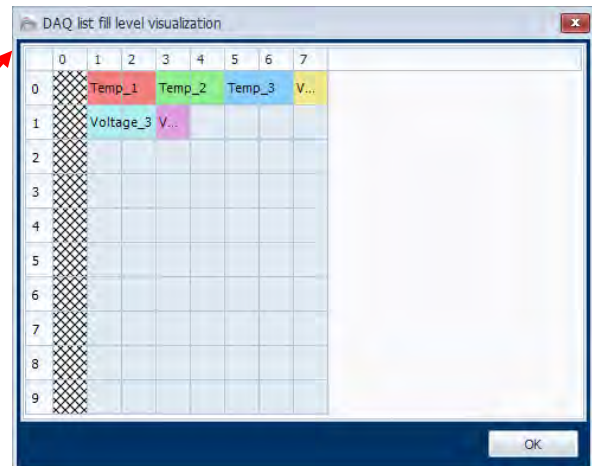 DAQ list fill level visualization
0 1 2 3 4 5 6 7
0 Temp_1 Temp_2 Temp_3 V...
1 Voltage_3 V...
2
3
4
5
6
7
8
9
OK